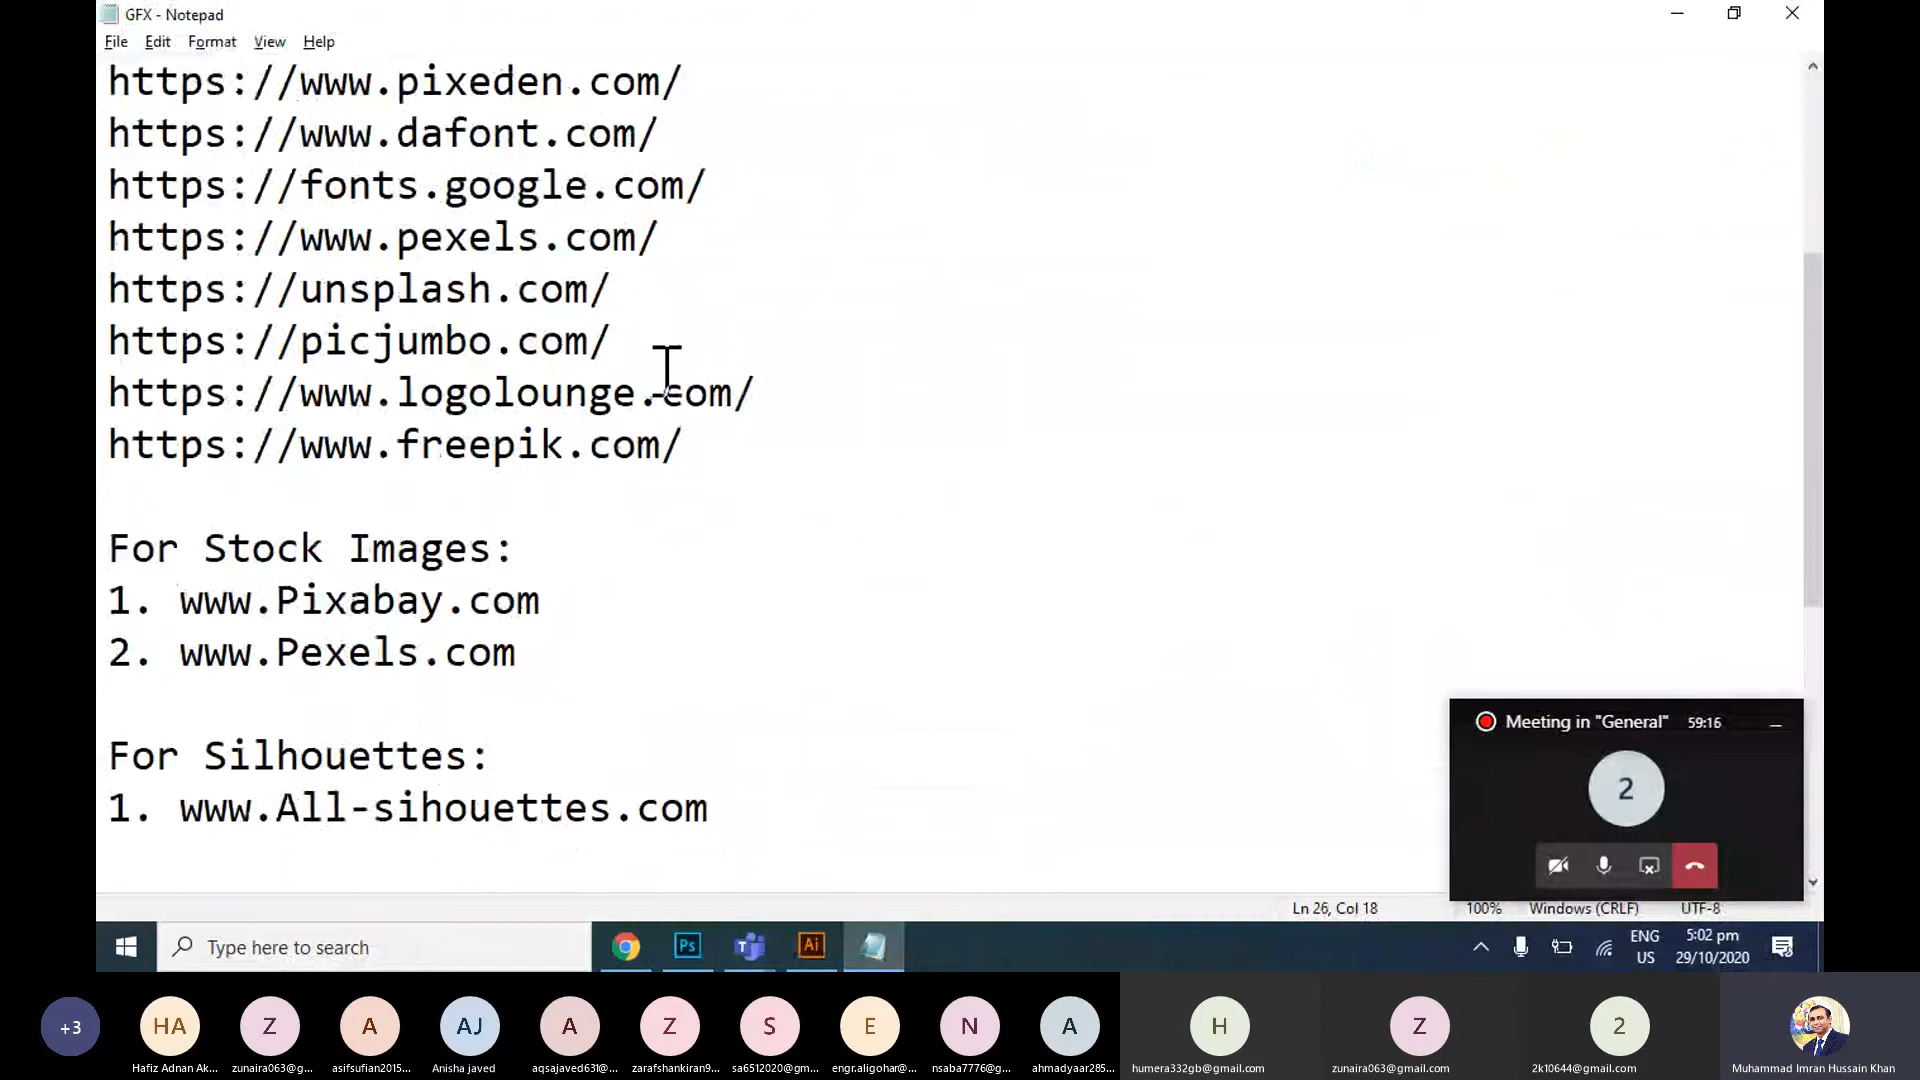 GFX - Notepad
File Edit Format View Help
https://www.pixeden.com/
https://www.dafont.com/
https://fonts.google.com/
https://www.pexels.com/
https://unsplash.com/
https://picjumbo.com/
https://www.logolounge.com/
https://www.freepik.com/
For Stock Images:
1. www.Pixabay.com
2. www.Pexels.com
For Silhouettes:
1. www.All-sihouettes.com
Meeting in "General" 59:16
2
Ln 26, Col 18 100% Windows (CRLF) UTF-8
Type here to search
Ps
Ai
ENG
US
5:02 pm
29/10/2020
+3 HA Z A AJ A Z S E N A H Z 2
Hafiz Adnan Ak... zunaira063@g... asifsufian2015... Anisha javed aqsajaved631@... zarafshankiran9... sa6512020@gm... engr.aligohar@... nsaba7776@g... ahmadyaar285... humera332gb@gmail.com zunaira063@gmail.com 2k10644@gmail.com Muhammad Imran Hussain Khan